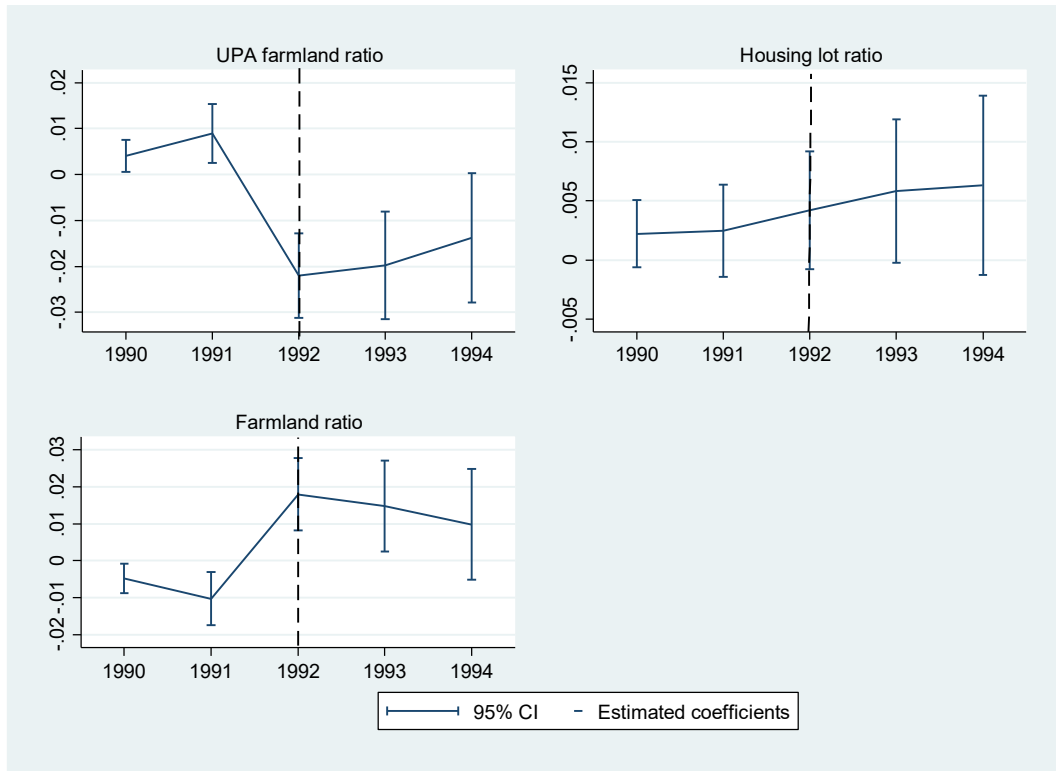 UPA farmland ratio
.02
.01
0
-.01
-.02
-.03
1990 1991 1992 1993 1994
Housing lot ratio
.015
.01
.005
0
-.005
1990 1991 1992 1993 1994
Farmland ratio
.03
.02
.01
0
-.01
-.02
1990 1991 1992 1993 1994
95% CI Estimated coefficients